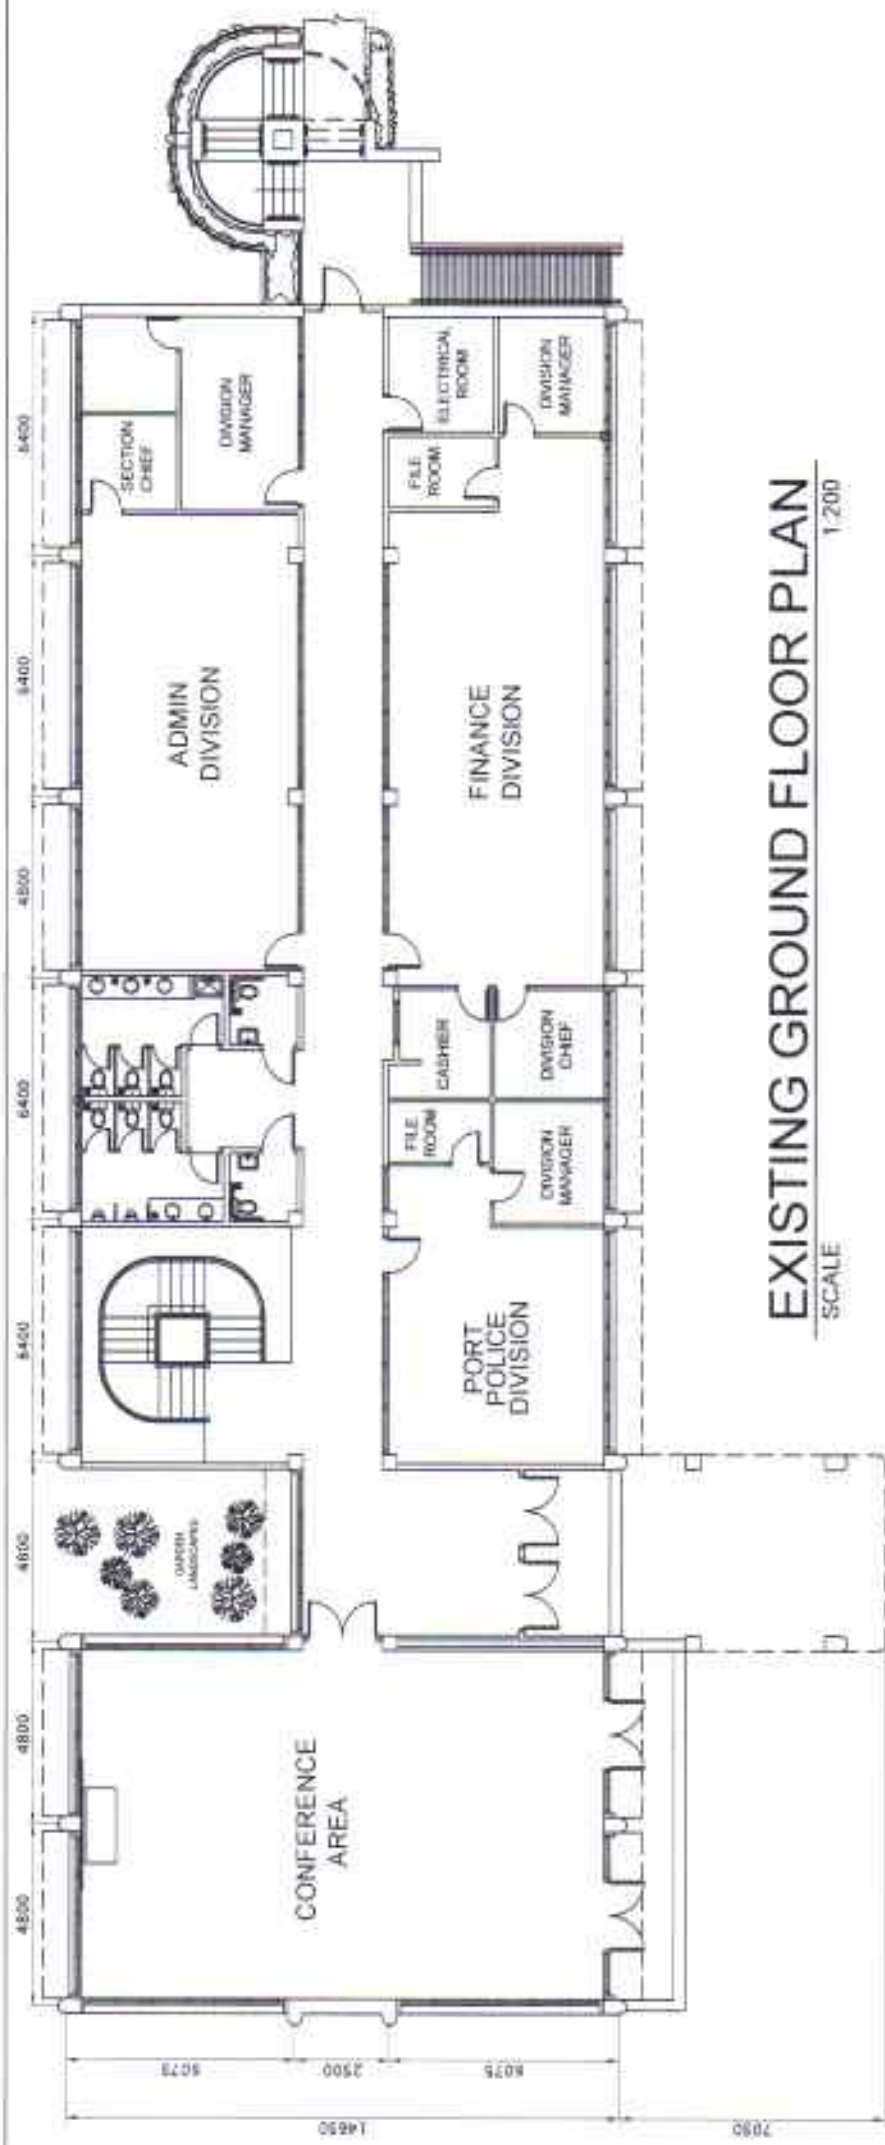 4800
4800
4800
6400
6400
4800
6400
6400
6075
2500
6075
14650
7050
CONFERENCE
AREA
GARDEN
LANDSCAPES
ADMIN
DIVISION
SECTION
CHIEF
DIVISION
MANAGER
PORT
POLICE
DIVISION
FILE
ROOM
DIVISION
MANAGER
CASHIER
DIVISION
CHIEF
FINANCE
DIVISION
FILE
ROOM
ELECTRICAL
ROOM
DIVISION
MANAGER
EXISTING GROUND FLOOR PLAN
SCALE 1:200